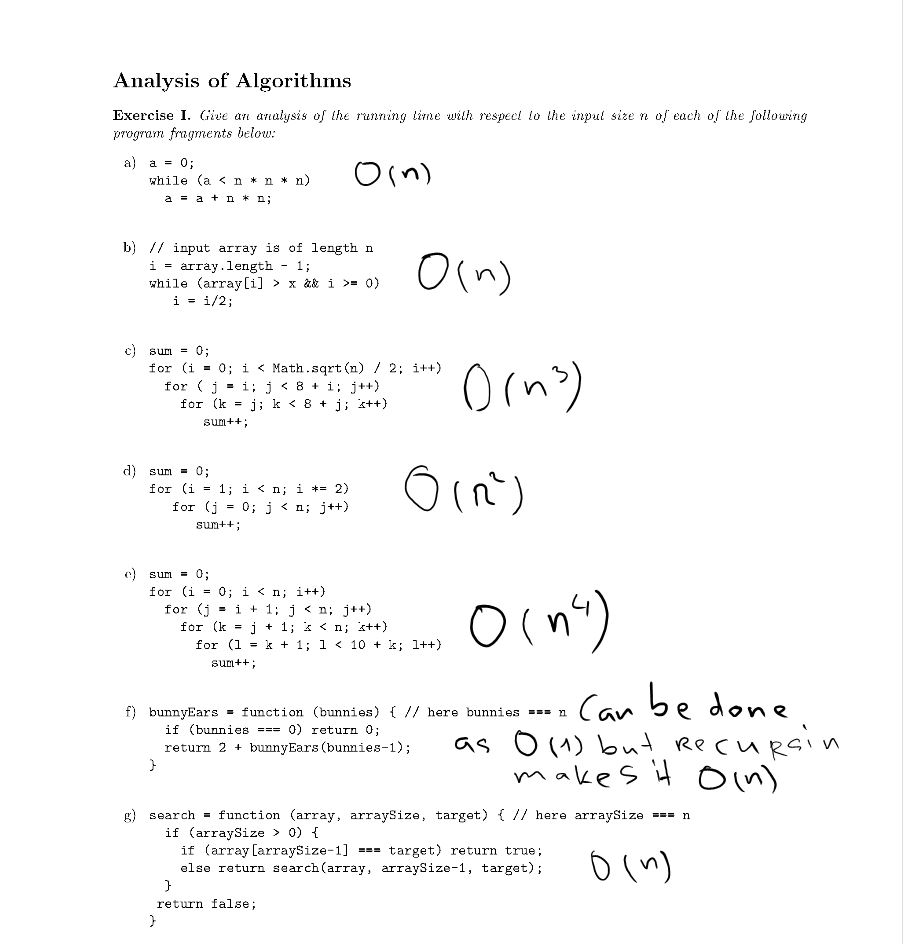 Analysis of Algorithms
Exercise I. Give an analysis of the running time with respect to the input size n of each of the following
program fragments below:
a) a = 0;
while (a < n * n * n)
a = a + n * n;
O(n)
b) // input array is of length n
i = array.length - 1;
while (array[i] > x && i >= 0)
i = i/2;
O(n)
c) sum = 0;
for (i = 0; i < Math.sqrt(n) / 2; i++)
for ( j = i; j < 8 + i; j++)
for (k = j; k < 8 + j; k++)
sum++;
O(n³)
d) sum = 0;
for (i = 1; i < n; i *= 2)
for (j = 0; j < n; j++)
sum++;
O(n²)
e) sum = 0;
for (i = 0; i < n; i++)
for (j = i + 1; j < n; j++)
for (k = j + 1; k < n; k++)
for (l = k + 1; l < 10 + k; l++)
sum++;
O(n⁴)
f) bunnyEars = function (bunnies) { // here bunnies === n
if (bunnies === 0) return 0;
return 2 + bunnyEars(bunnies-1);
}
Can be done
as O(1) but recursin
makes it O(n)
g) search = function (array, arraySize, target) { // here arraySize === n
if (arraySize > 0) {
if (array[arraySize-1] === target) return true;
else return search(array, arraySize-1, target);
}
return false;
}
O(n)